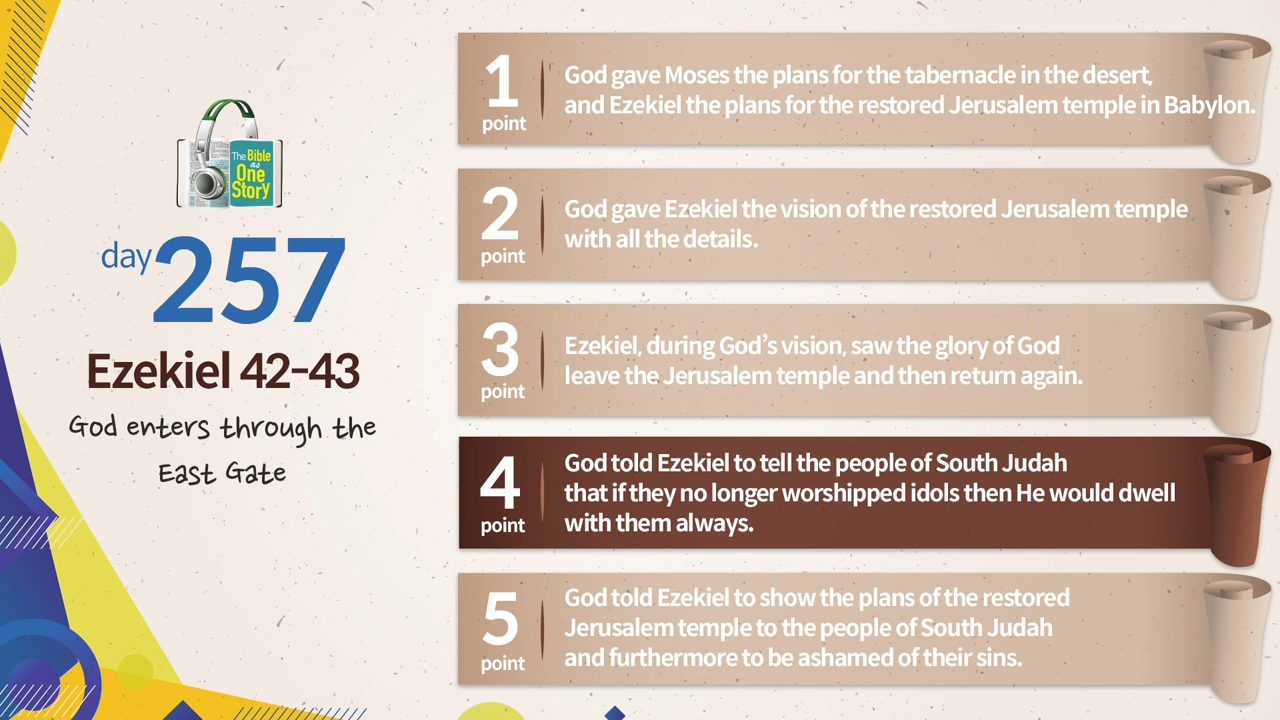 The Bible
as
One
Story
day 257
Ezekiel 42-43
God enters through the
East Gate
1
point
God gave Moses the plans for the tabernacle in the desert,
and Ezekiel the plans for the restored Jerusalem temple in Babylon.
2
point
God gave Ezekiel the vision of the restored Jerusalem temple
with all the details.
3
point
Ezekiel, during God’s vision, saw the glory of God
leave the Jerusalem temple and then return again.
4
point
God told Ezekiel to tell the people of South Judah
that if they no longer worshipped idols then He would dwell
with them always.
5
point
God told Ezekiel to show the plans of the restored
Jerusalem temple to the people of South Judah
and furthermore to be ashamed of their sins.